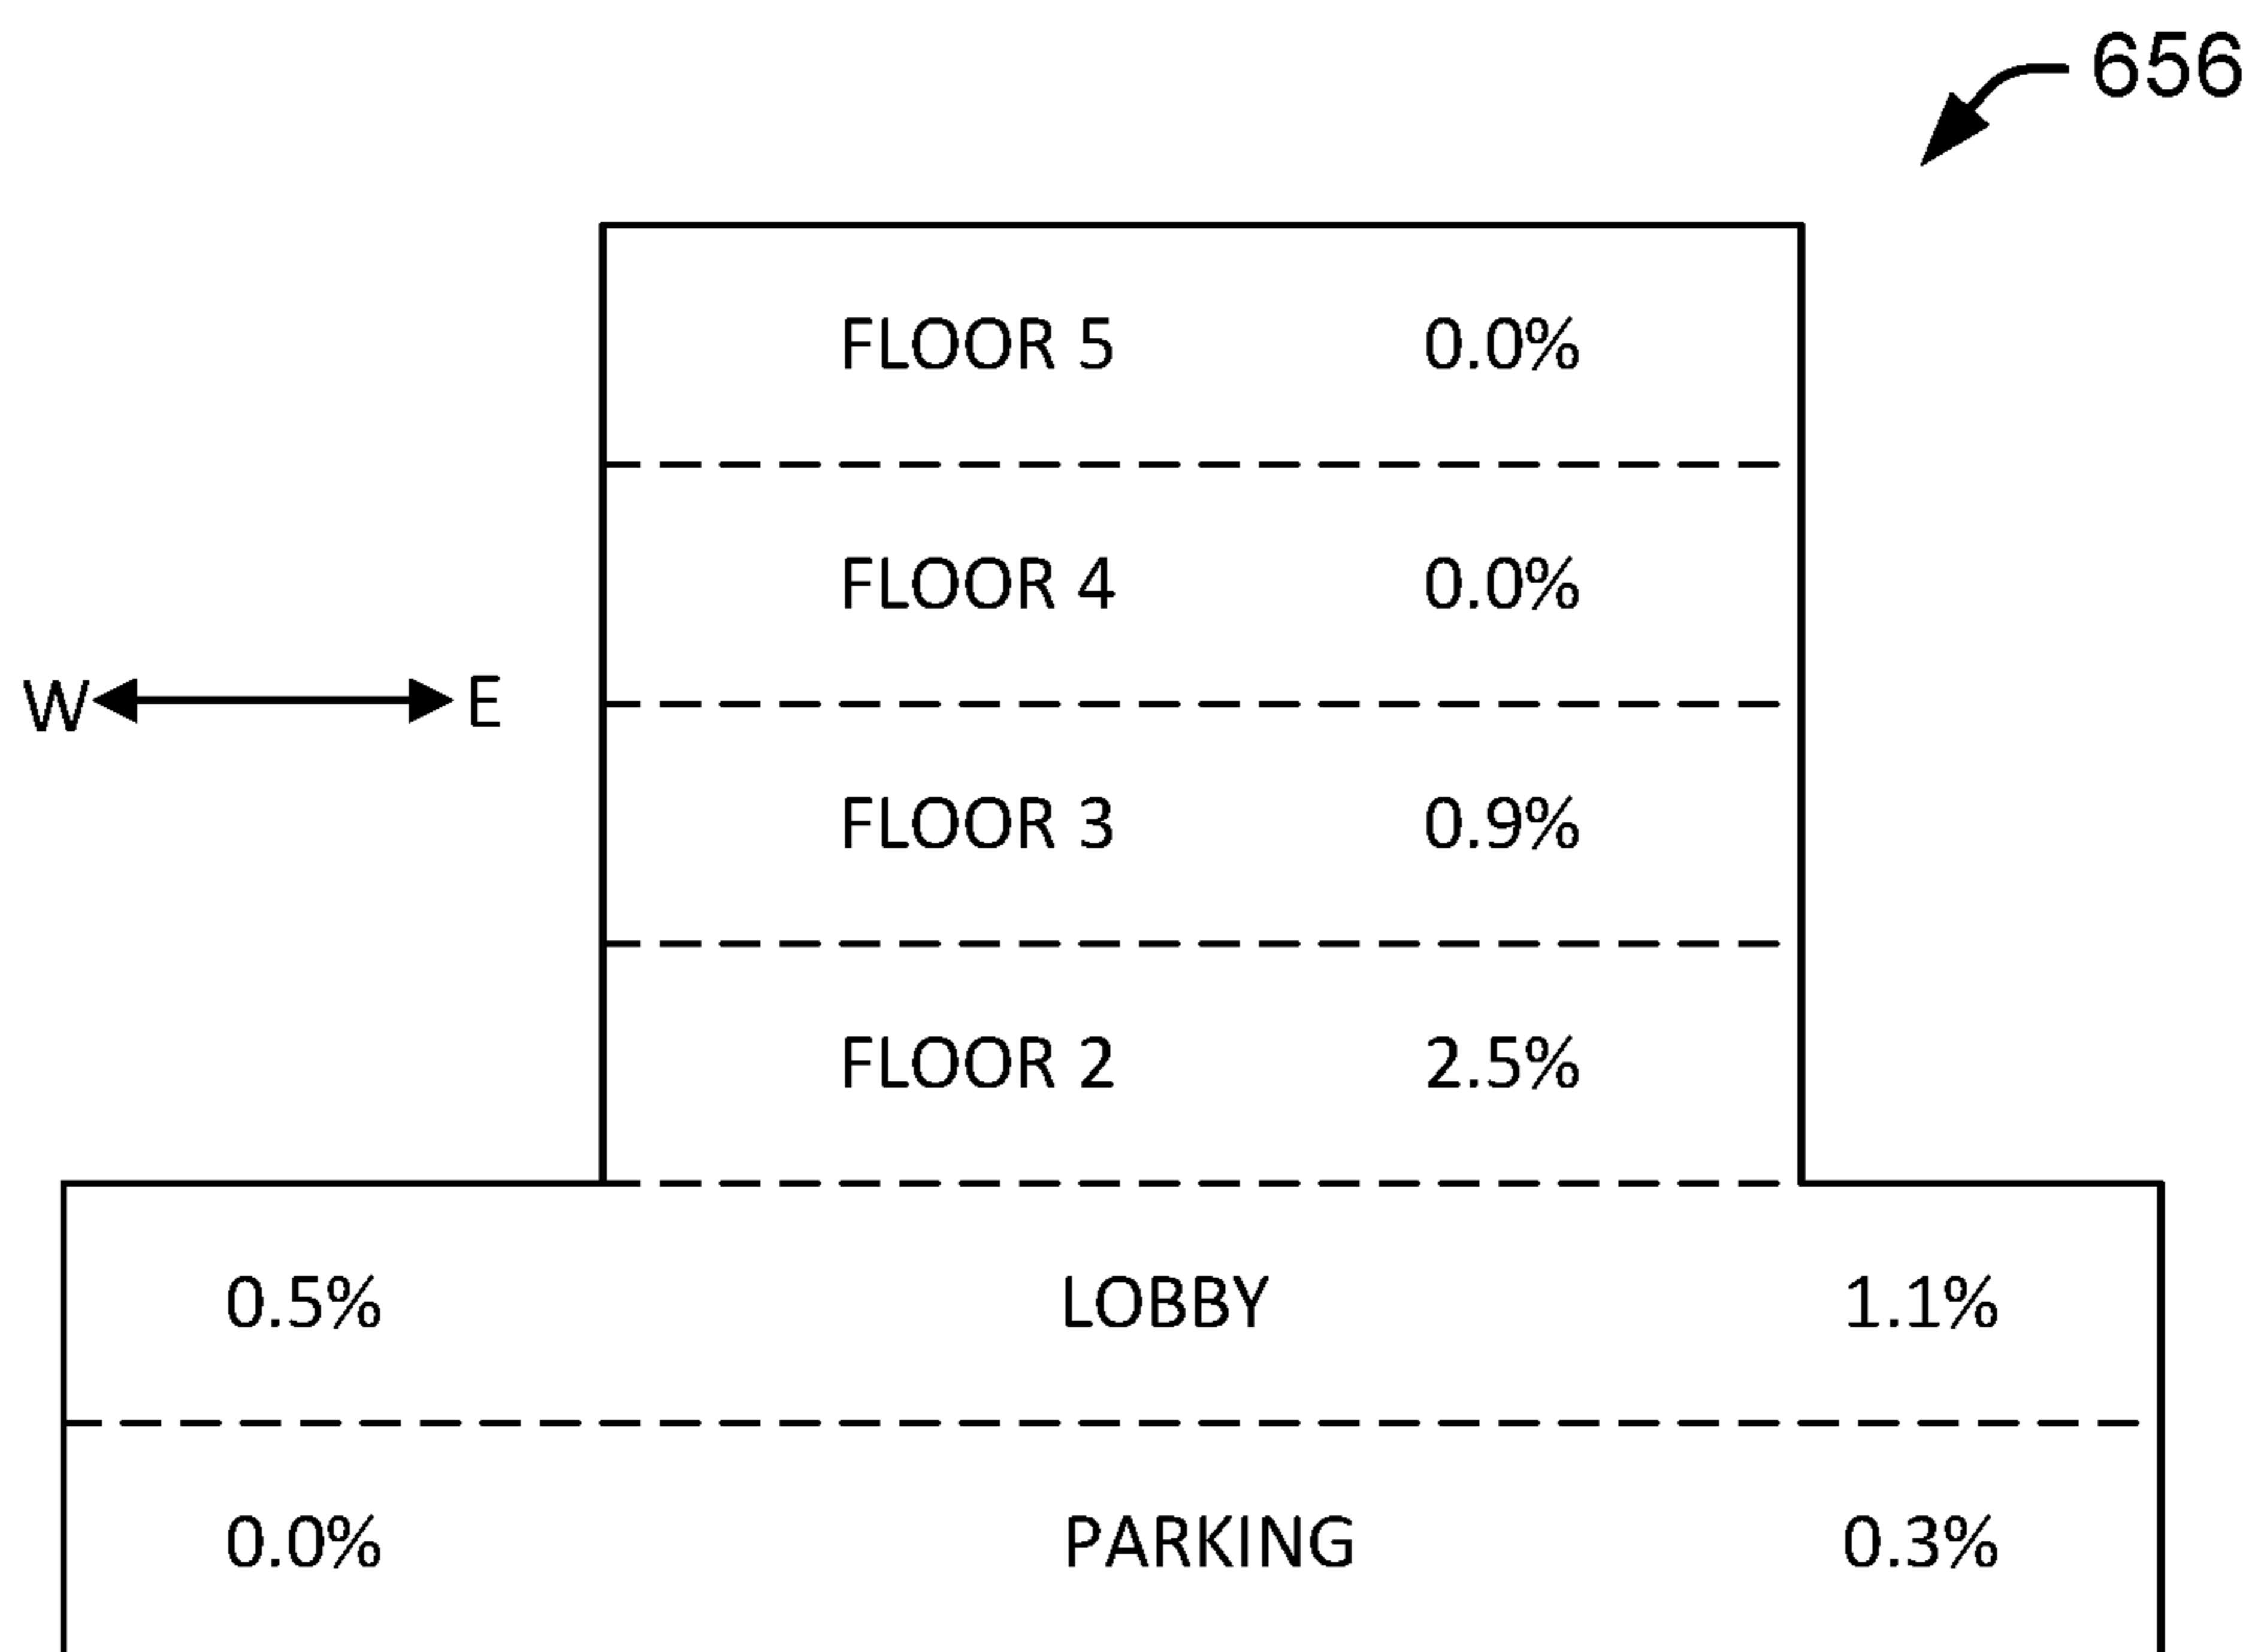 656
FLOOR 5 0.0%
FLOOR 4 0.0%
W E
FLOOR 3 0.9%
FLOOR 2 2.5%
0.5% LOBBY 1.1%
0.0% PARKING 0.3%